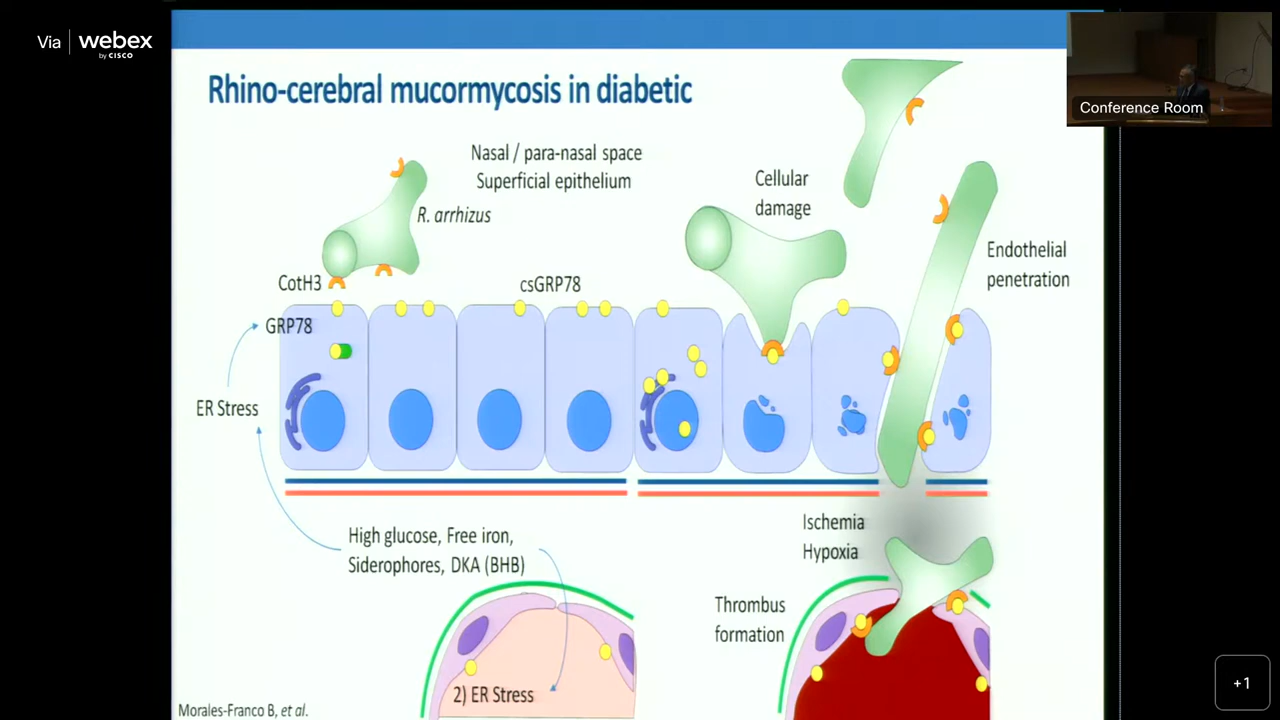 Via webex
by CISCO
Conference Room
Rhino-cerebral mucormycosis in diabetic
Nasal / para-nasal space
Superficial epithelium
R. arrhizus
Cellular
damage
Endothelial
penetration
CotH3
csGRP78
GRP78
ER Stress
High glucose, Free iron,
Siderophores, DKA (BHB)
Ischemia
Hypoxia
Thrombus
formation
2) ER Stress
Morales-Franco B, et al.
+1